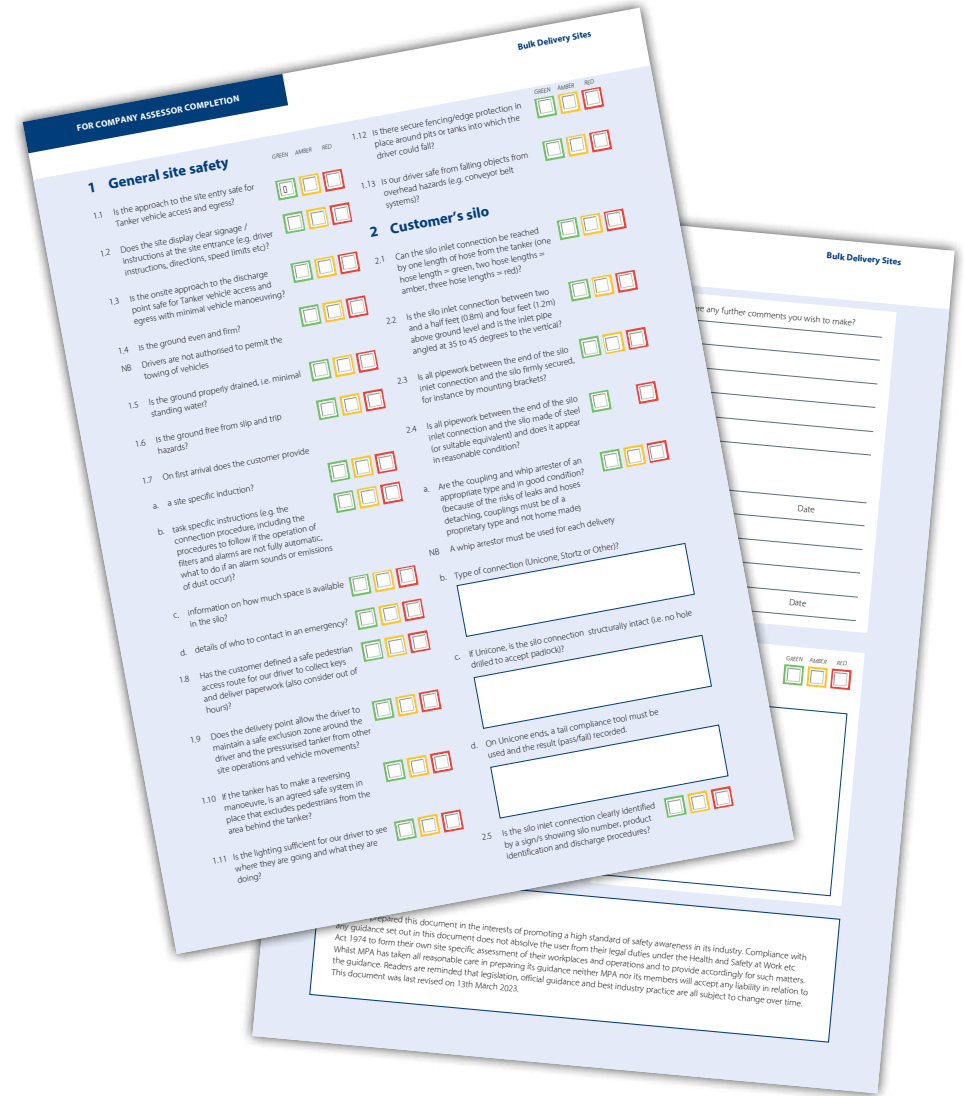 Bulk Delivery Sites
FOR COMPANY ASSESSOR COMPLETION
1 General site safety
GREEN AMBER RED
1.1 Is the approach to the site entry safe for
Tanker vehicle access and egress?
1.2 Does the site display clear signage /
instructions at the site entrance (e.g. driver
instructions, directions, speed limits etc)?
1.3 Is the onsite approach to the discharge
point safe for Tanker vehicle access and
egress with minimal vehicle manoeuvring?
1.4 Is the ground even and firm?
NB Drivers are not authorised to permit the
towing of vehicles
1.5 Is the ground properly drained, i.e. minimal
standing water?
1.6 Is the ground free from slip and trip
hazards?
1.7 On first arrival does the customer provide
a. a site specific induction?
b. task specific instructions (e.g. the
connection procedure, including the
procedures to follow if the operation of
filters and alarms are not fully automatic,
what to do if an alarm sounds or emissions
of dust occur)?
c. information on how much space is available
in the silo?
d. details of who to contact in an emergency?
1.8 Has the customer defined a safe pedestrian
access route for our driver to collect keys
and deliver paperwork (also consider out of
hours)?
1.9 Does the delivery point allow the driver to
maintain a safe exclusion zone around the
driver and the pressurised tanker from other
site operations and vehicle movements?
1.10 If the tanker has to make a reversing
manoeuvre, is an agreed safe system in
place that excludes pedestrians from the
area behind the tanker?
1.11 Is the lighting sufficient for our driver to see
where they are going and what they are
doing?
GREEN AMBER RED
1.12 Is there secure fencing/edge protection in
place around pits or tanks into which the
driver could fall?
1.13 Is our driver safe from falling objects from
overhead hazards (e.g. conveyor belt
systems)?
2 Customer's silo
2.1 Can the silo inlet connection be reached
by one length of hose from the tanker (one
hose length = green, two hose lengths =
amber, three hose lengths = red)?
2.2 Is the silo inlet connection between two
and a half feet (0.8m) and four feet (1.2m)
above ground level and is the inlet pipe
angled at 35 to 45 degrees to the vertical?
2.3 Is all pipework between the end of the silo
inlet connection and the silo firmly secured,
for instance by mounting brackets?
2.4 Is all pipework between the end of the silo
inlet connection and the silo made of steel
(or suitable equivalent) and does it appear
in reasonable condition?
a. Are the coupling and whip arrester of an
appropriate type and in good condition?
(because of the risks of leaks and hoses
detaching, couplings must be of a
proprietary type and not home made)
NB A whip arrestor must be used for each delivery
b. Type of connection (Unicone, Stortz or Other)?
c. If Unicone, is the silo connection structurally intact (i.e. no hole
drilled to accept padlock)?
d. On Unicone ends, a tail compliance tool must be
used and the result (pass/fail) recorded.
2.5 Is the silo inlet connection clearly identified
by a sign/s showing silo number, product
identification and discharge procedures?
Bulk Delivery Sites
any further comments you wish to make?
Date
Date
GREEN AMBER RED
prepared this document in the interests of promoting a high standard of safety awareness in its industry. Compliance with
any guidance set out in this document does not absolve the user from their legal duties under the Health and Safety at Work etc
Act 1974 to form their own site specific assessment of their workplaces and operations and to provide accordingly for such matters.
Whilst MPA has taken all reasonable care in preparing its guidance neither MPA nor its members will accept any liability in relation to
the guidance. Readers are reminded that legislation, official guidance and best industry practice are all subject to change over time.
This document was last revised on 13th March 2023.